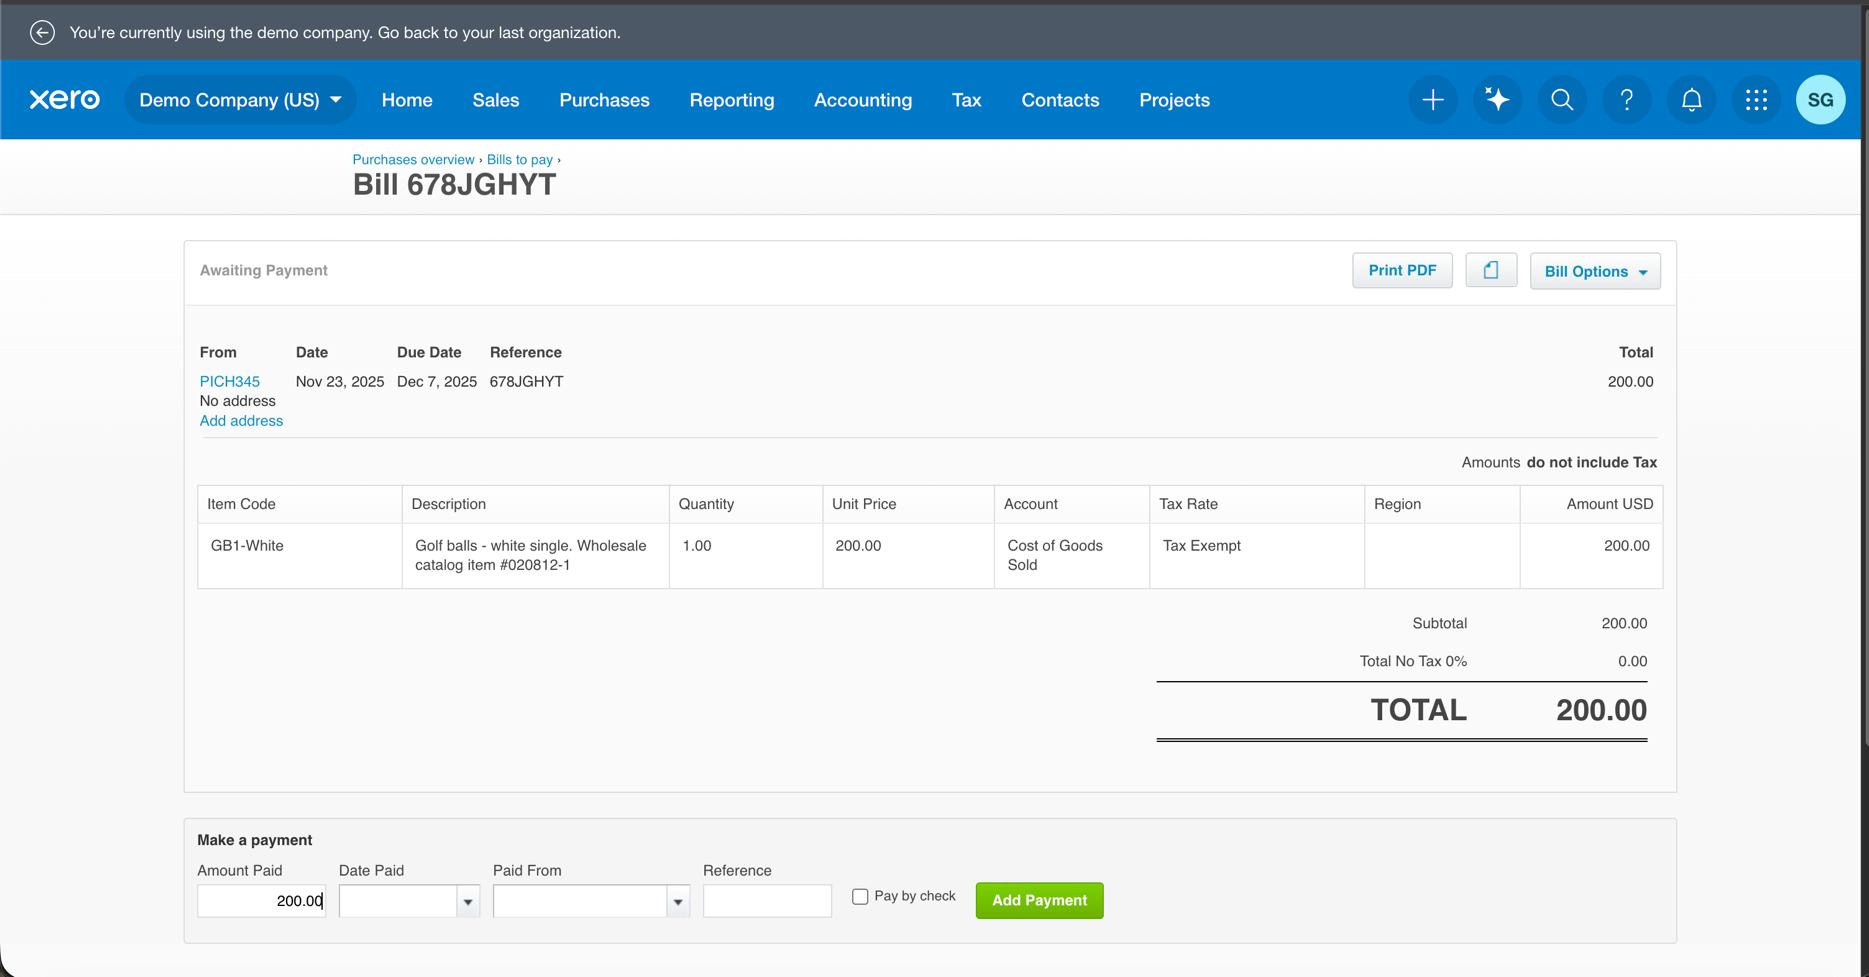 You’re currently using the demo company. Go back to your last organization.
xero Demo Company (US) Home Sales Purchases Reporting Accounting Tax Contacts Projects SG
Purchases overview › Bills to pay ›
Bill 678JGHYT
Awaiting Payment Print PDF Bill Options
From Date Due Date Reference Total
PICH345 Nov 23, 2025 Dec 7, 2025 678JGHYT 200.00
No address
Add address
Amounts do not include Tax
Item Code Description Quantity Unit Price Account Tax Rate Region Amount USD
GB1-White Golf balls - white single. Wholesale 1.00 200.00 Cost of Goods Tax Exempt 200.00
catalog item #020812-1 Sold
Subtotal 200.00
Total No Tax 0% 0.00
TOTAL 200.00
Make a payment
Amount Paid Date Paid Paid From Reference
200.00 Pay by check Add Payment